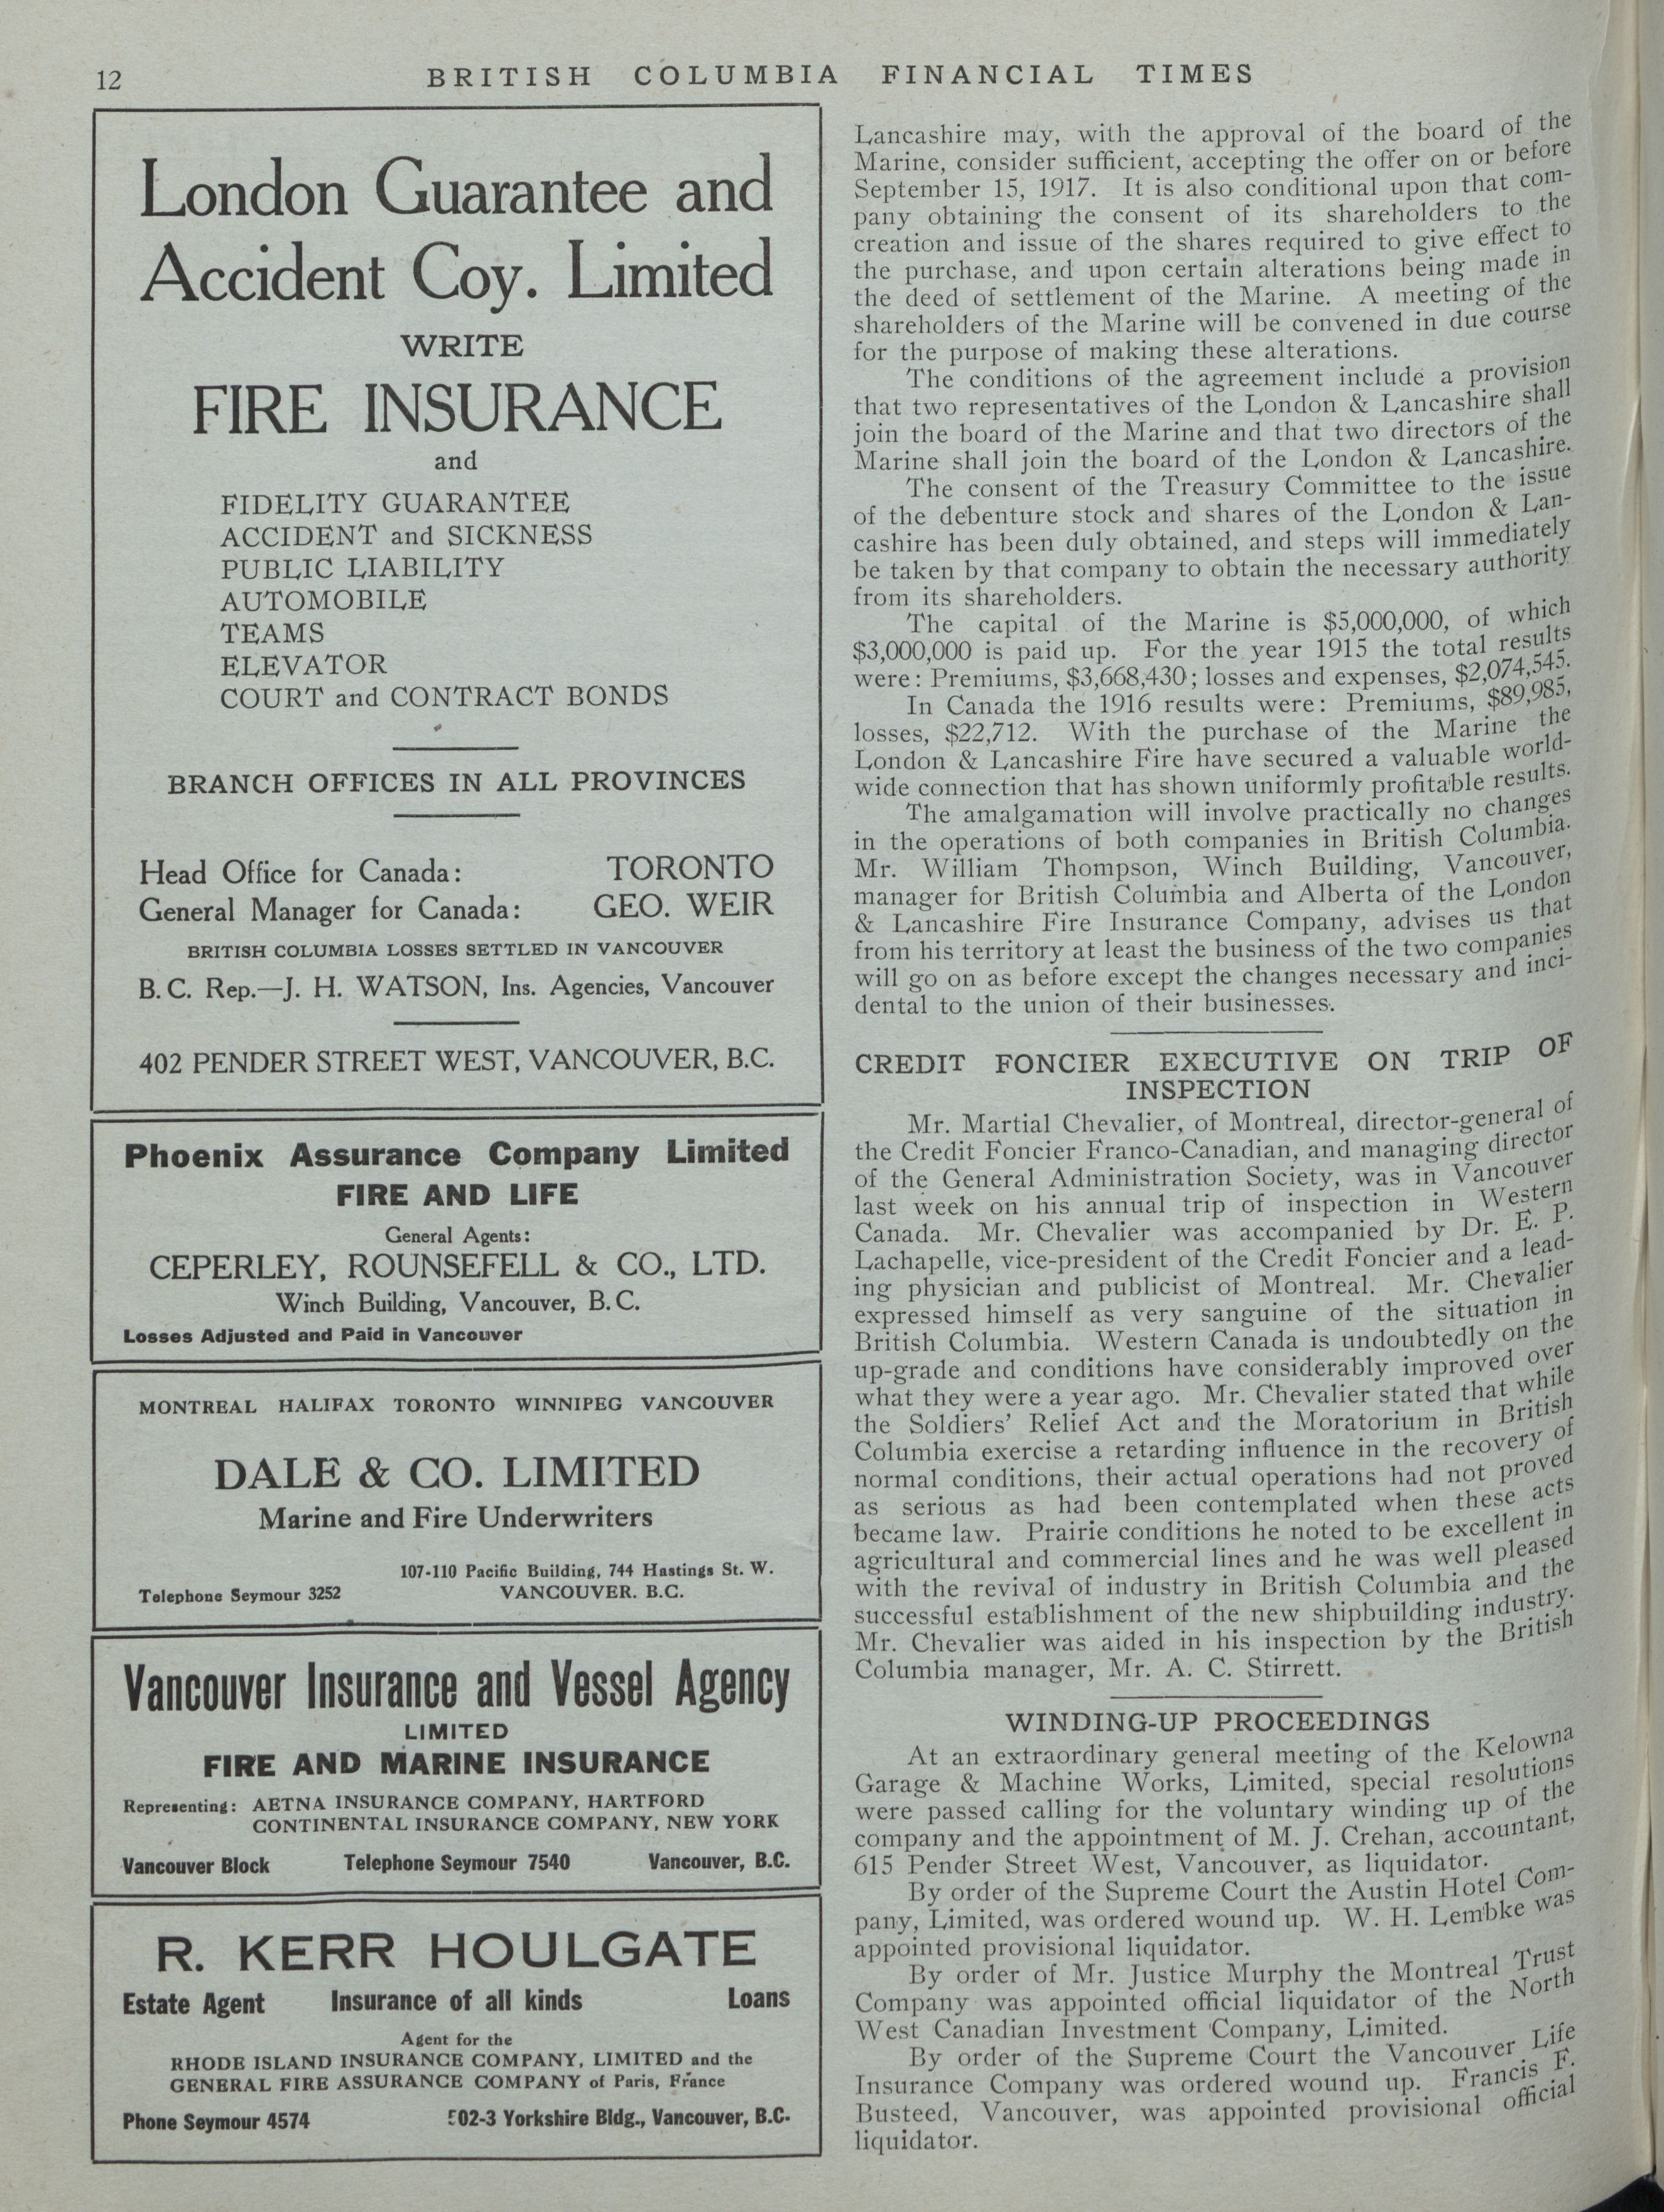 12
BRITISH COLUMBIA FINANCIAL TIMES
London Guarantee and
Accident Coy. Limited
WRITE
FIRE INSURANCE
and
FIDELITY GUARANTEE
ACCIDENT and SICKNESS
PUBLIC LIABILITY
AUTOMOBILE
TEAMS
ELEVATOR
COURT and CONTRACT BONDS
BRANCH OFFICES IN ALL PROVINCES
Head Office for Canada: TORONTO
General Manager for Canada: GEO. WEIR
BRITISH COLUMBIA LOSSES SETTLED IN VANCOUVER
B. C. Rep.—J. H. WATSON, Ins. Agencies, Vancouver
402 PENDER STREET WEST, VANCOUVER, B.C.
Phoenix Assurance Company Limited
FIRE AND LIFE
General Agents:
CEPERLEY, ROUNSEFELL & CO., LTD.
Winch Building, Vancouver, B. C.
Losses Adjusted and Paid in Vancouver
MONTREAL HALIFAX TORONTO WINNIPEG VANCOUVER
DALE & CO. LIMITED
Marine and Fire Underwriters
107-110 Pacific Building, 744 Hastings St. W.
Telephone Seymour 3252 VANCOUVER. B.C.
Vancouver Insurance and Vessel Agency
LIMITED
FIRE AND MARINE INSURANCE
Representing: AETNA INSURANCE COMPANY, HARTFORD
CONTINENTAL INSURANCE COMPANY, NEW YORK
Vancouver Block Telephone Seymour 7540 Vancouver, B.C.
R. KERR HOULGATE
Estate Agent Insurance of all kinds Loans
Agent for the
RHODE ISLAND INSURANCE COMPANY, LIMITED and the
GENERAL FIRE ASSURANCE COMPANY of Paris, France
Phone Seymour 4574 502-3 Yorkshire Bldg., Vancouver, B.C.
Lancashire may, with the approval of the board of the
Marine, consider sufficient, accepting the offer on or before
September 15, 1917. It is also conditional upon that com-
pany obtaining the consent of its shareholders to the
creation and issue of the shares required to give effect to
the purchase, and upon certain alterations being made in
the deed of settlement of the Marine. A meeting of the
shareholders of the Marine will be convened in due course
for the purpose of making these alterations.
The conditions of the agreement include a provision
that two representatives of the London & Lancashire shall
join the board of the Marine and that two directors of the
Marine shall join the board of the London & Lancashire.
The consent of the Treasury Committee to the issue
of the debenture stock and shares of the London & Lan-
cashire has been duly obtained, and steps will immediately
be taken by that company to obtain the necessary authority
from its shareholders.
The capital of the Marine is $5,000,000, of which
$3,000,000 is paid up. For the year 1915 the total results
were: Premiums, $3,668,430; losses and expenses, $2,074,545.
In Canada the 1916 results were: Premiums, $89,985,
losses, $22,712. With the purchase of the Marine the
London & Lancashire Fire have secured a valuable world-
wide connection that has shown uniformly profitable results.
The amalgamation will involve practically no changes
in the operations of both companies in British Columbia.
Mr. William Thompson, Winch Building, Vancouver,
manager for British Columbia and Alberta of the London
& Lancashire Fire Insurance Company, advises us that
from his territory at least the business of the two companies
will go on as before except the changes necessary and inci-
dental to the union of their businesses.
CREDIT FONCIER EXECUTIVE ON TRIP OF
INSPECTION
Mr. Martial Chevalier, of Montreal, director-general of
the Credit Foncier Franco-Canadian, and managing director
of the General Administration Society, was in Vancouver
last week on his annual trip of inspection in Western
Canada. Mr. Chevalier was accompanied by Dr. E. P.
Lachapelle, vice-president of the Credit Foncier and a lead-
ing physician and publicist of Montreal. Mr. Chevalier
expressed himself as very sanguine of the situation in
British Columbia. Western Canada is undoubtedly on the
up-grade and conditions have considerably improved over
what they were a year ago. Mr. Chevalier stated that while
the Soldiers' Relief Act and the Moratorium in British
Columbia exercise a retarding influence in the recovery of
normal conditions, their actual operations had not proved
as serious as had been contemplated when these acts
became law. Prairie conditions he noted to be excellent in
agricultural and commercial lines and he was well pleased
with the revival of industry in British Columbia and the
successful establishment of the new shipbuilding industry.
Mr. Chevalier was aided in his inspection by the British
Columbia manager, Mr. A. C. Stirrett.
WINDING-UP PROCEEDINGS
At an extraordinary general meeting of the Kelowna
Garage & Machine Works, Limited, special resolutions
were passed calling for the voluntary winding up of the
company and the appointment of M. J. Crehan, accountant,
615 Pender Street West, Vancouver, as liquidator.
By order of the Supreme Court the Austin Hotel Com-
pany, Limited, was ordered wound up. W. H. Lembke was
appointed provisional liquidator.
By order of Mr. Justice Murphy the Montreal Trust
Company was appointed official liquidator of the North
West Canadian Investment Company, Limited.
By order of the Supreme Court the Vancouver Life
Insurance Company was ordered wound up. Francis F.
Busteed, Vancouver, was appointed provisional official
liquidator.